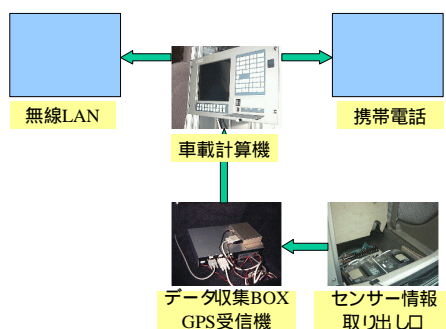 無線LAN
携帯電話
車載計算機
データ収集BOX
GPS受信機
センサー情報
取り出し口